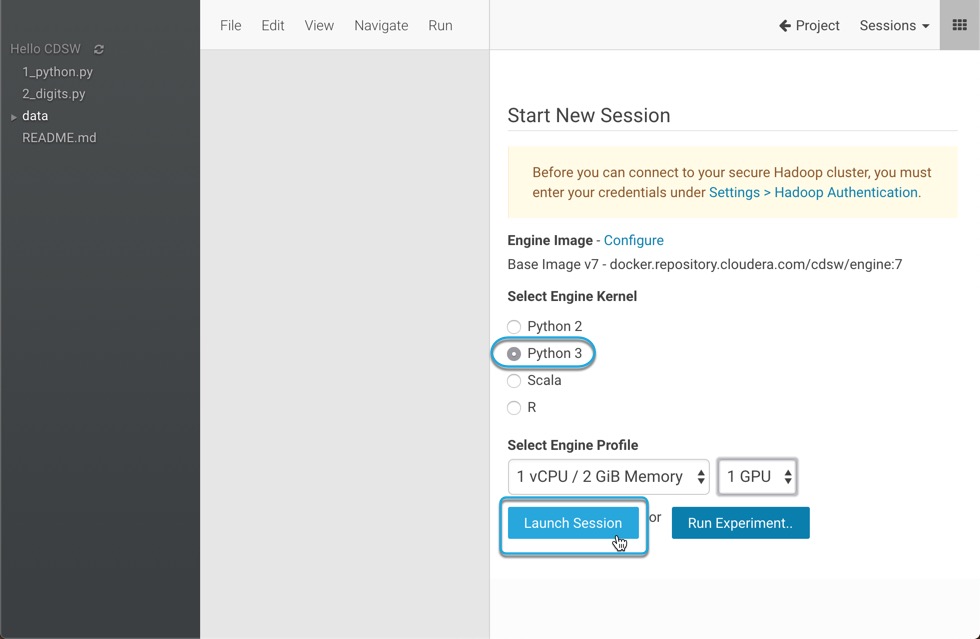 File Edit View Navigate Run
Project Sessions
Hello CDSW
1_python.py
2_digits.py
data
README.md
Start New Session
Before you can connect to your secure Hadoop cluster, you must
enter your credentials under Settings > Hadoop Authentication.
Engine Image - Configure
Base Image v7 - docker.repository.cloudera.com/cdsw/engine:7
Select Engine Kernel
Python 2
Python 3
Scala
R
Select Engine Profile
1 vCPU / 2 GiB Memory 1 GPU
Launch Session or Run Experiment..